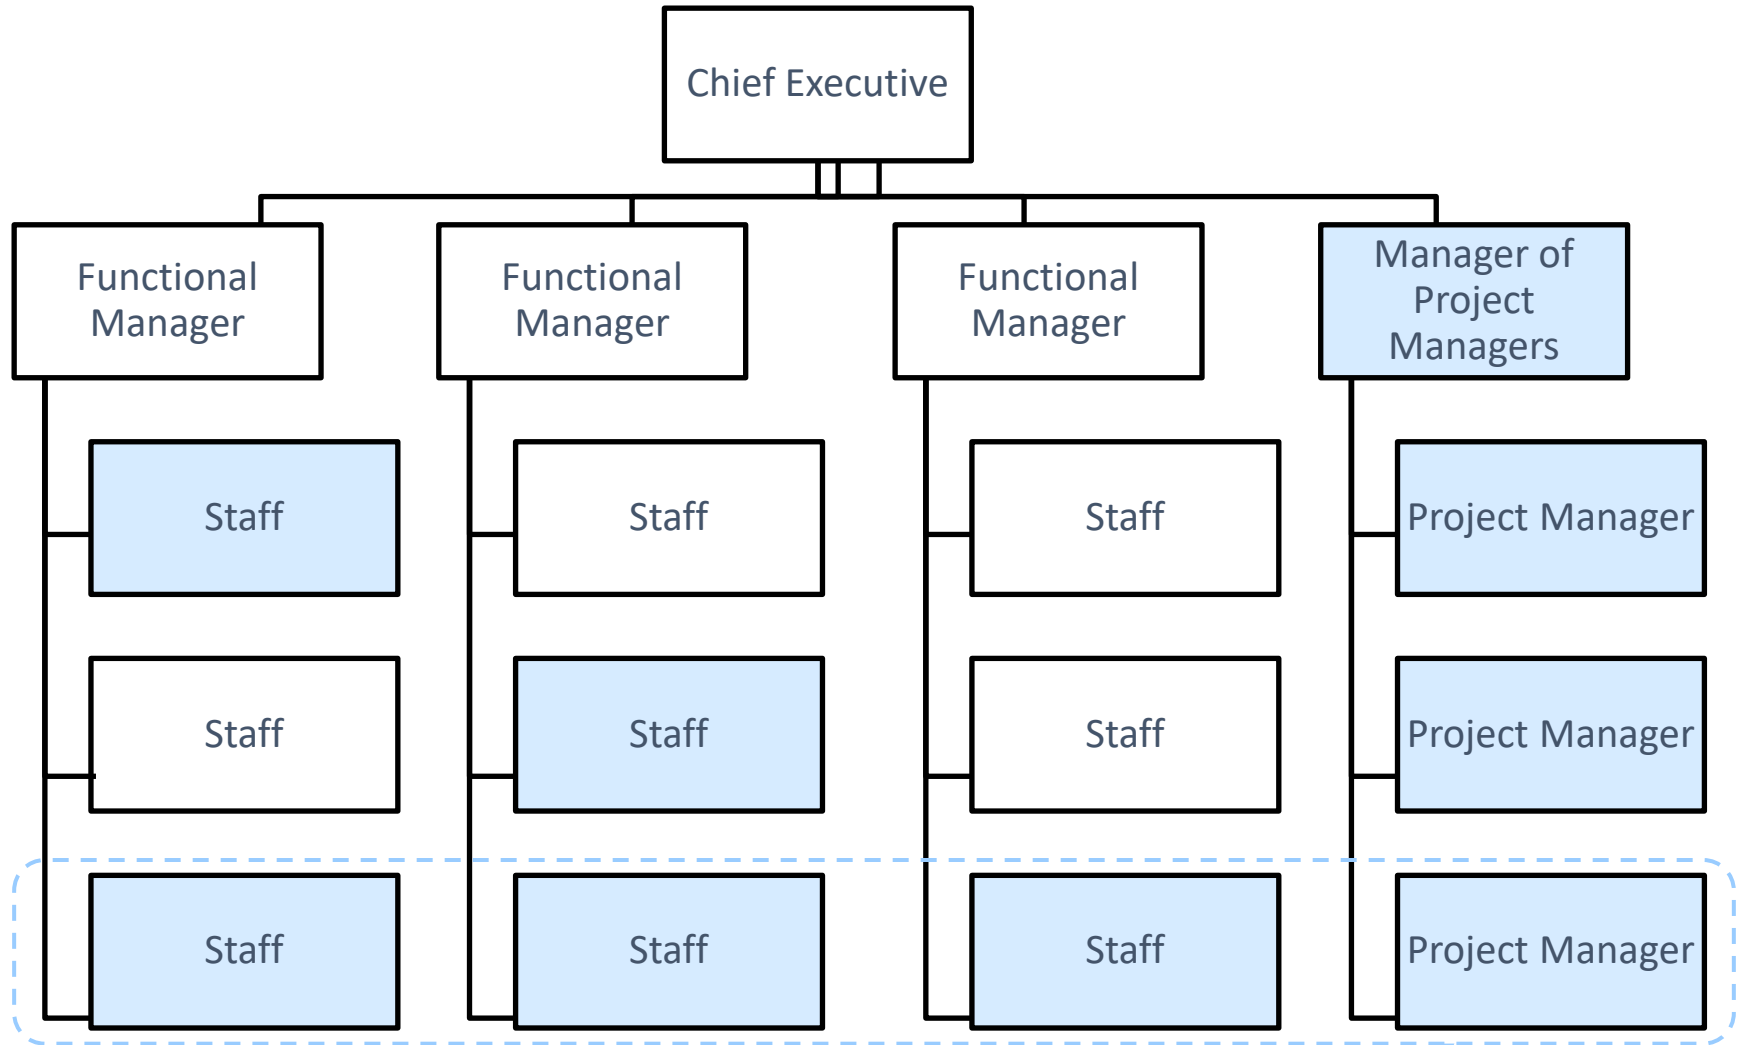 Chief Executive
Functional
Manager
Functional
Manager
Functional
Manager
Manager of
Project
Managers
Staff
Staff
Staff
Project Manager
Staff
Staff
Staff
Project Manager
Staff
Staff
Staff
Project Manager